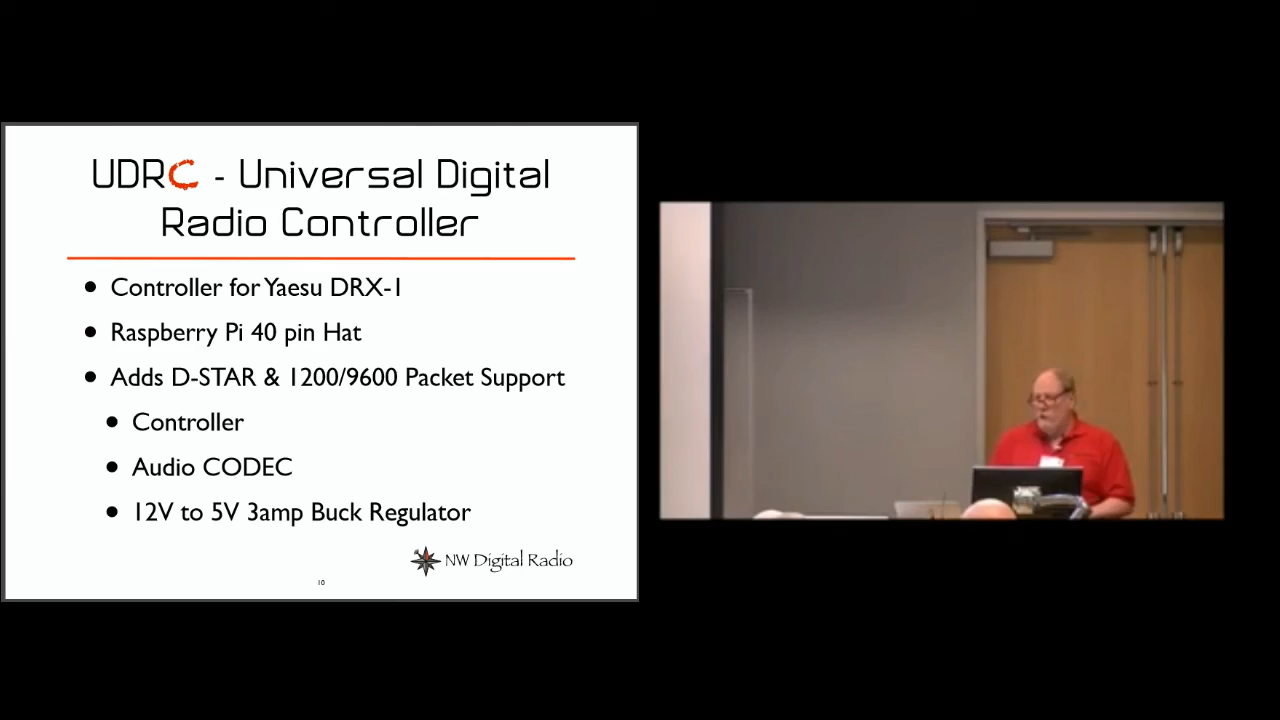 UDRC - Universal Digital
Radio Controller
• Controller for Yaesu DRX-1
• Raspberry Pi 40 pin Hat
• Adds D-STAR & 1200/9600 Packet Support
• Controller
• Audio CODEC
• 12V to 5V 3amp Buck Regulator
NW Digital Radio
10